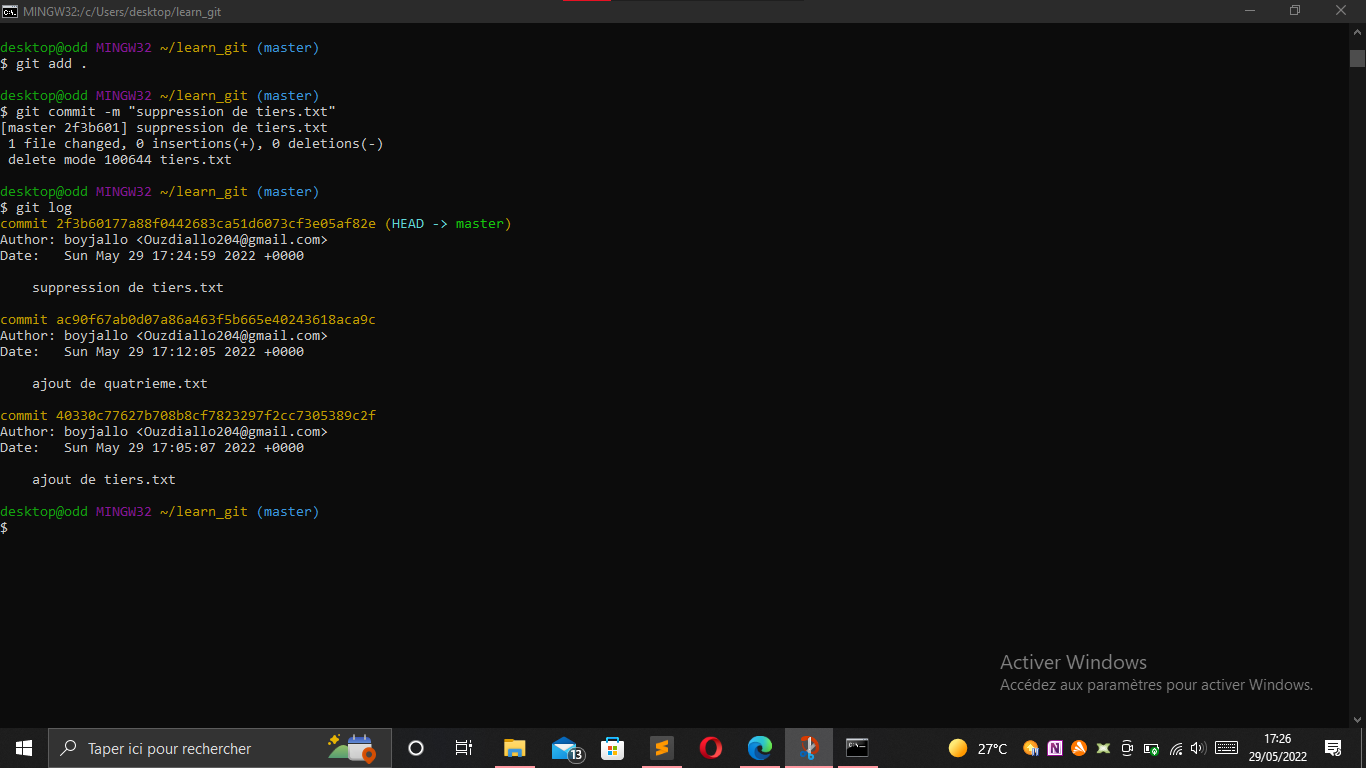 MINGW32:/c/Users/desktop/learn_git
desktop@odd MINGW32 ~/learn_git (master)
$ git add .
desktop@odd MINGW32 ~/learn_git (master)
$ git commit -m "suppression de tiers.txt"
[master 2f3b601] suppression de tiers.txt
 1 file changed, 0 insertions(+), 0 deletions(-)
 delete mode 100644 tiers.txt
desktop@odd MINGW32 ~/learn_git (master)
$ git log
commit 2f3b60177a88f0442683ca51d6073cf3e05af82e (HEAD -> master)
Author: boyjallo <Ouzdiallo204@gmail.com>
Date:   Sun May 29 17:24:59 2022 +0000
    suppression de tiers.txt
commit ac90f67ab0d07a86a463f5b665e40243618aca9c
Author: boyjallo <Ouzdiallo204@gmail.com>
Date:   Sun May 29 17:12:05 2022 +0000
    ajout de quatrieme.txt
commit 40330c77627b708b8cf7823297f2cc7305389c2f
Author: boyjallo <Ouzdiallo204@gmail.com>
Date:   Sun May 29 17:05:07 2022 +0000
    ajout de tiers.txt
desktop@odd MINGW32 ~/learn_git (master)
$
Activer Windows
Accédez aux paramètres pour activer Windows.
Taper ici pour rechercher
13
27°C
17:26
29/05/2022